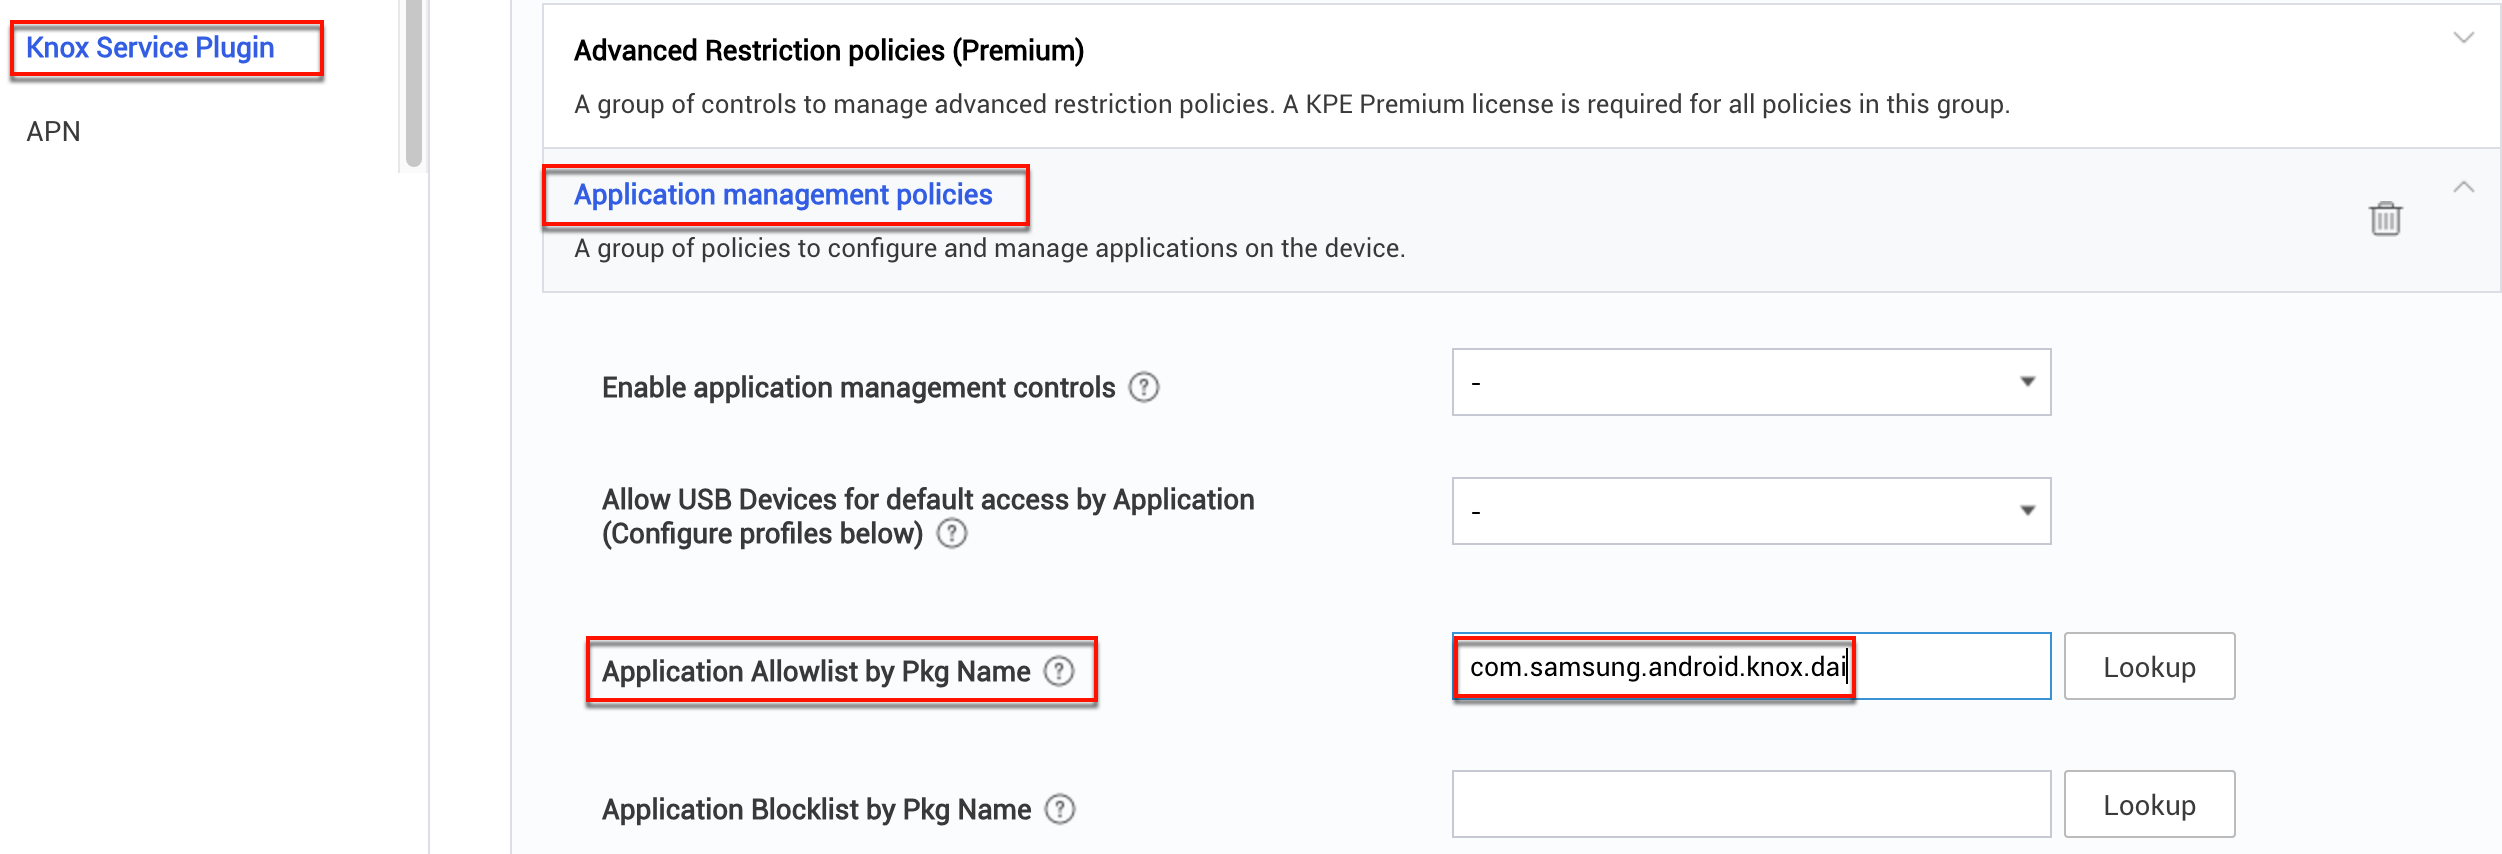 Knox Service Plugin
APN
Advanced Restriction policies (Premium)
A group of controls to manage advanced restriction policies. A KPE Premium license is required for all policies in this group.
Application management policies
A group of policies to configure and manage applications on the device.
Enable application management controls ?
-
Allow USB Devices for default access by Application
(Configure profiles below) ?
-
Application Allowlist by Pkg Name ?
com.samsung.android.knox.dai
Lookup
Application Blocklist by Pkg Name ?
Lookup